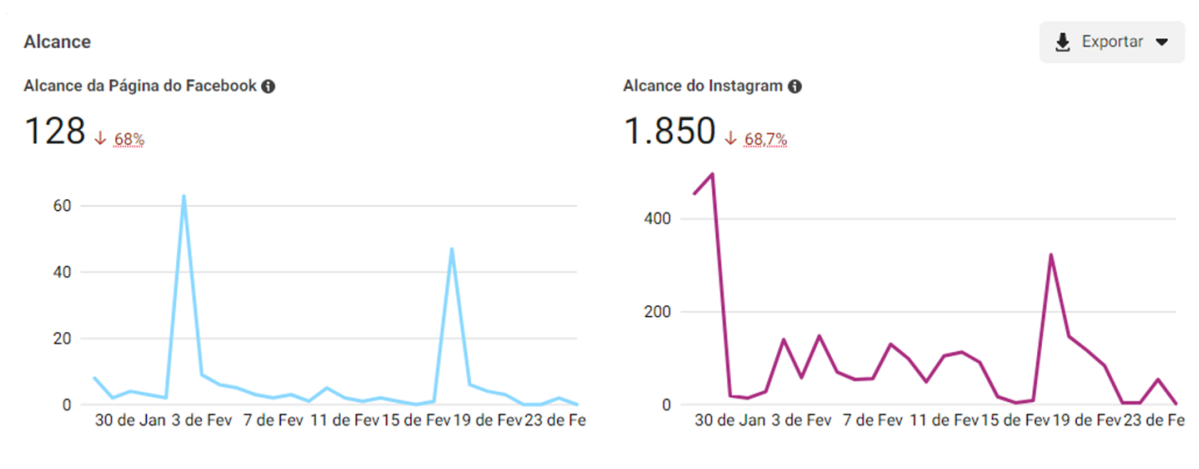 Alcance
Exportar
Alcance da Página do Facebook
128 ↓ 68%
60
40
20
0
30 de Jan 3 de Fev 7 de Fev 11 de Fev 15 de Fev 19 de Fev 23 de Fe
Alcance do Instagram
1.850 ↓ 68,7%
400
200
0
30 de Jan 3 de Fev 7 de Fev 11 de Fev 15 de Fev 19 de Fev 23 de Fe